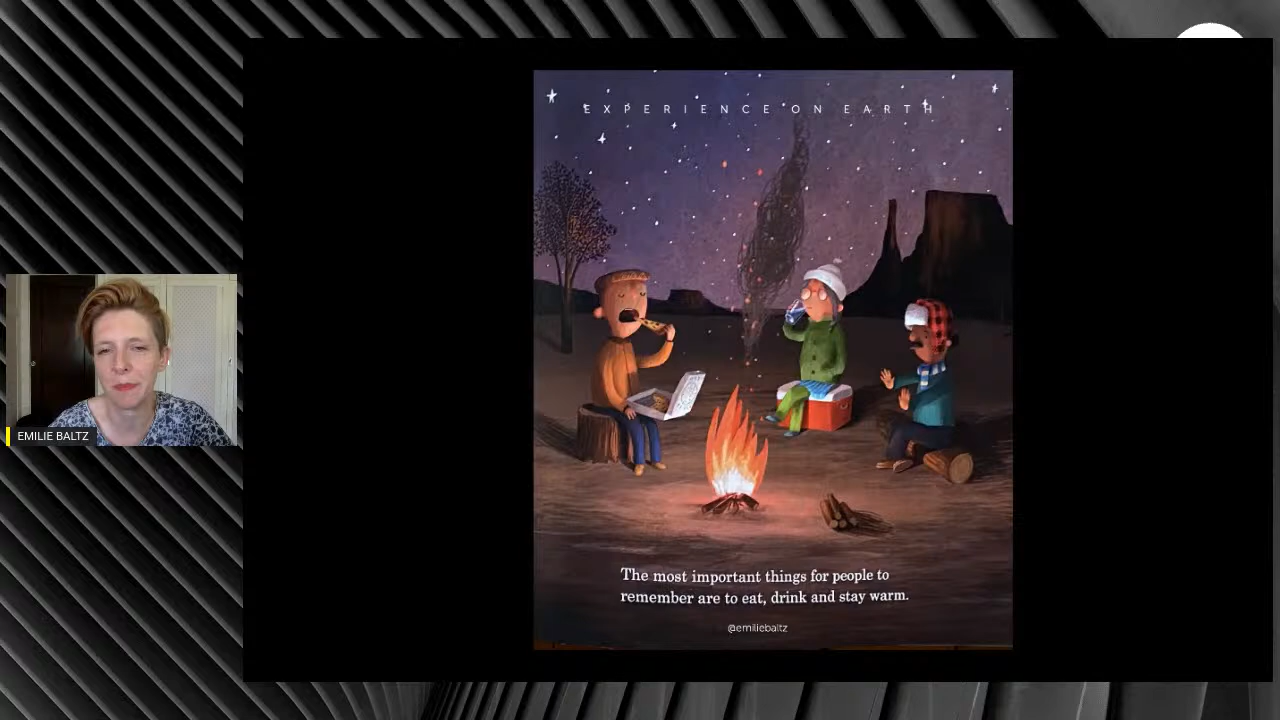 EXPERIENCE ON EARTH
EMILIE BALTZ
The most important things for people to
remember are to eat, drink and stay warm.
@emiliebaltz